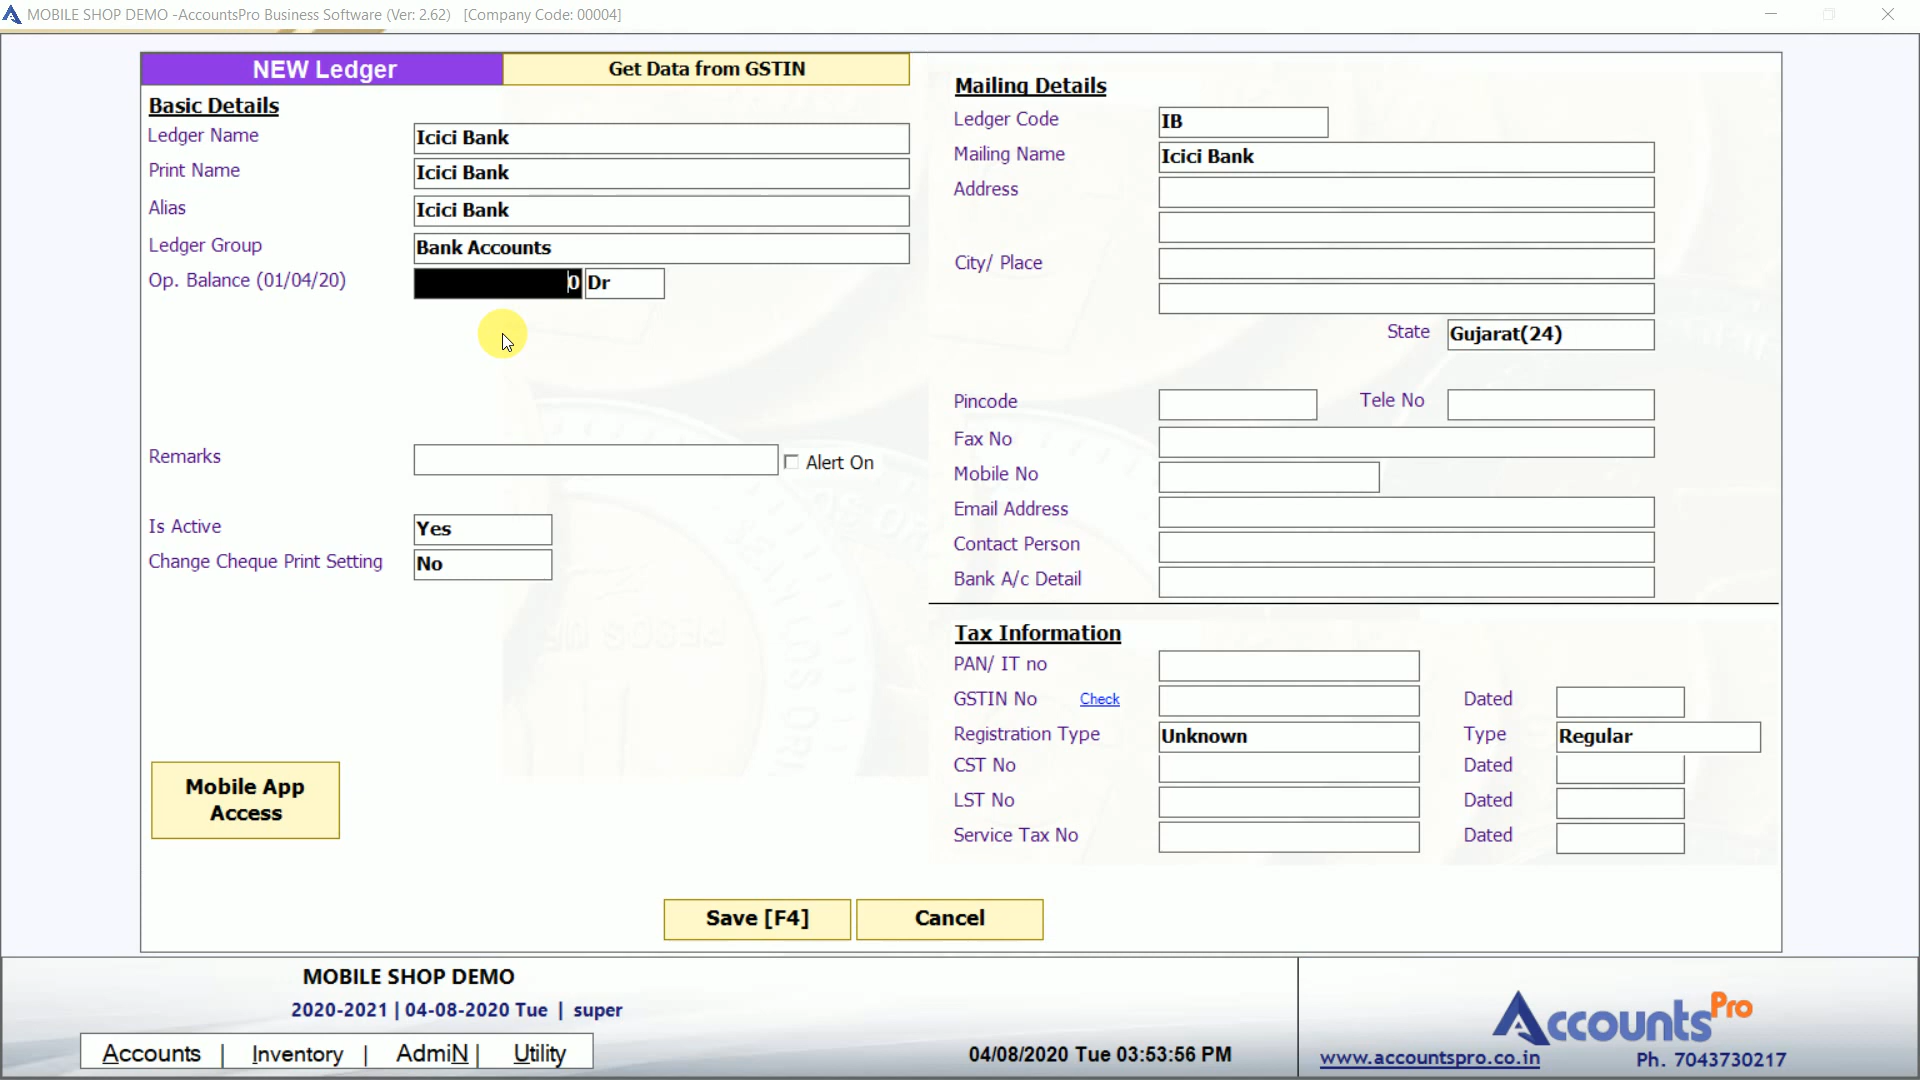 MOBILE SHOP DEMO -AccountsPro Business Software (Ver: 2.62) [Company Code: 00004]
NEW Ledger
Get Data from GSTIN
Basic Details
Ledger Name Icici Bank
Print Name Icici Bank
Alias Icici Bank
Ledger Group Bank Accounts
Op. Balance (01/04/20) 0 Dr
Remarks Alert On
Is Active Yes
Change Cheque Print Setting No
Mobile App
Access
Mailing Details
Ledger Code IB
Mailing Name Icici Bank
Address
City/ Place
State Gujarat(24)
Pincode Tele No
Fax No
Mobile No
Email Address
Contact Person
Bank A/c Detail
Tax Information
PAN/ IT no
GSTIN No Check Dated
Registration Type Unknown Type Regular
CST No Dated
LST No Dated
Service Tax No Dated
Save [F4] Cancel
MOBILE SHOP DEMO
2020-2021 | 04-08-2020 Tue | super
Accounts | Inventory | AdmiN | Utility
04/08/2020 Tue 03:53:56 PM
AccountsPro
www.accountspro.co.in Ph. 7043730217